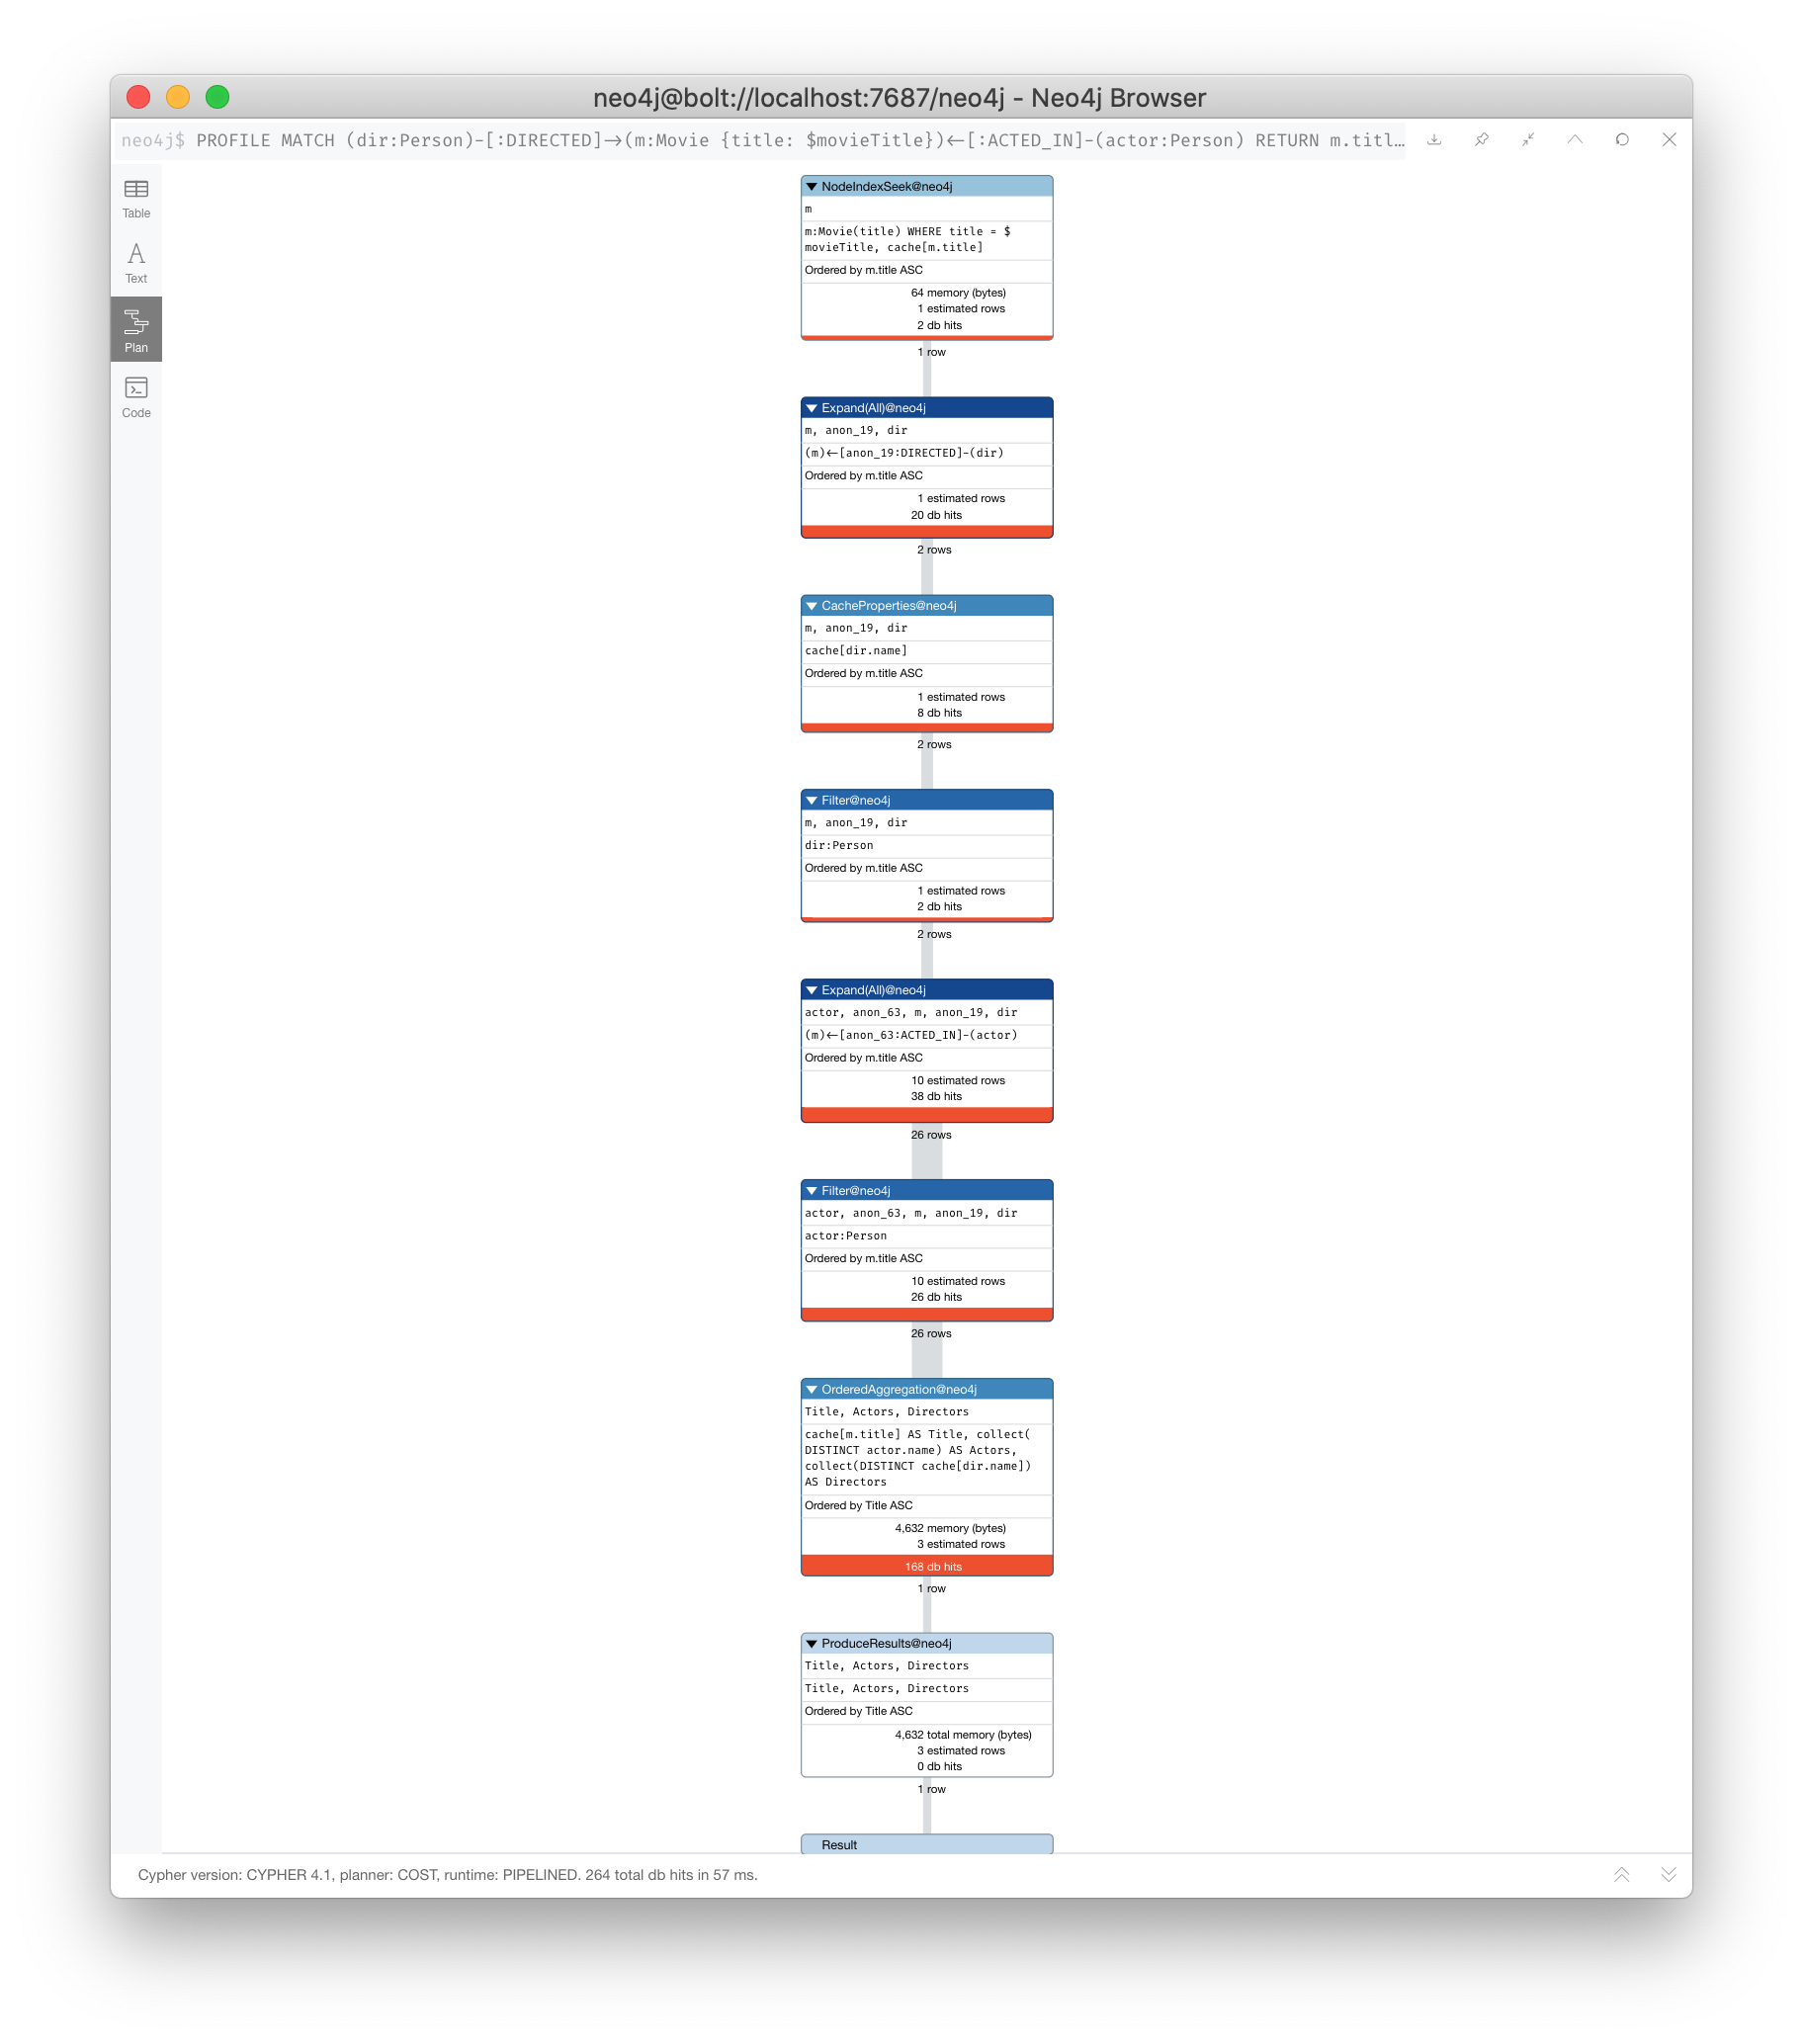 neo4j@bolt://localhost:7687/neo4j - Neo4j Browser
neo4j$ PROFILE MATCH (dir:Person)-[:DIRECTED]→(m:Movie {title: $movieTitle})←[:ACTED_IN]-(actor:Person) RETURN m.titl…
Table
Text
Plan
Code
NodeIndexSeek@neo4j
m
m:Movie(title) WHERE title = $
movieTitle, cache[m.title]
Ordered by m.title ASC
64 memory (bytes)
1 estimated rows
2 db hits
1 row
Expand(All)@neo4j
m, anon_19, dir
(m)←[anon_19:DIRECTED]-(dir)
Ordered by m.title ASC
1 estimated rows
20 db hits
2 rows
CacheProperties@neo4j
m, anon_19, dir
cache[dir.name]
Ordered by m.title ASC
1 estimated rows
8 db hits
2 rows
Filter@neo4j
m, anon_19, dir
dir:Person
Ordered by m.title ASC
1 estimated rows
2 db hits
2 rows
Expand(All)@neo4j
actor, anon_63, m, anon_19, dir
(m)←[anon_63:ACTED_IN]-(actor)
Ordered by m.title ASC
10 estimated rows
38 db hits
26 rows
Filter@neo4j
actor, anon_63, m, anon_19, dir
actor:Person
Ordered by m.title ASC
10 estimated rows
26 db hits
26 rows
OrderedAggregation@neo4j
Title, Actors, Directors
cache[m.title] AS Title, collect(
DISTINCT actor.name) AS Actors,
collect(DISTINCT cache[dir.name])
AS Directors
Ordered by Title ASC
4,632 memory (bytes)
3 estimated rows
168 db hits
1 row
ProduceResults@neo4j
Title, Actors, Directors
Title, Actors, Directors
Ordered by Title ASC
4,632 total memory (bytes)
3 estimated rows
0 db hits
1 row
Result
Cypher version: CYPHER 4.1, planner: COST, runtime: PIPELINED. 264 total db hits in 57 ms.